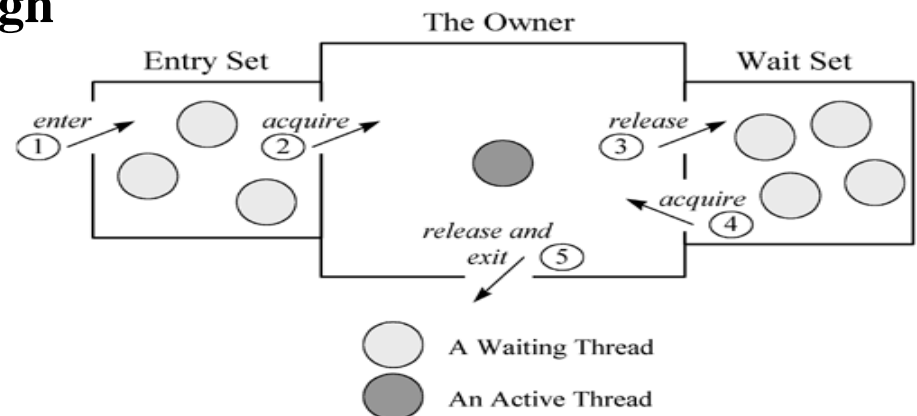 The Owner
Entry Set
Wait Set
enter
1
acquire
2
release
3
acquire
4
release and
exit
5
A Waiting Thread
An Active Thread